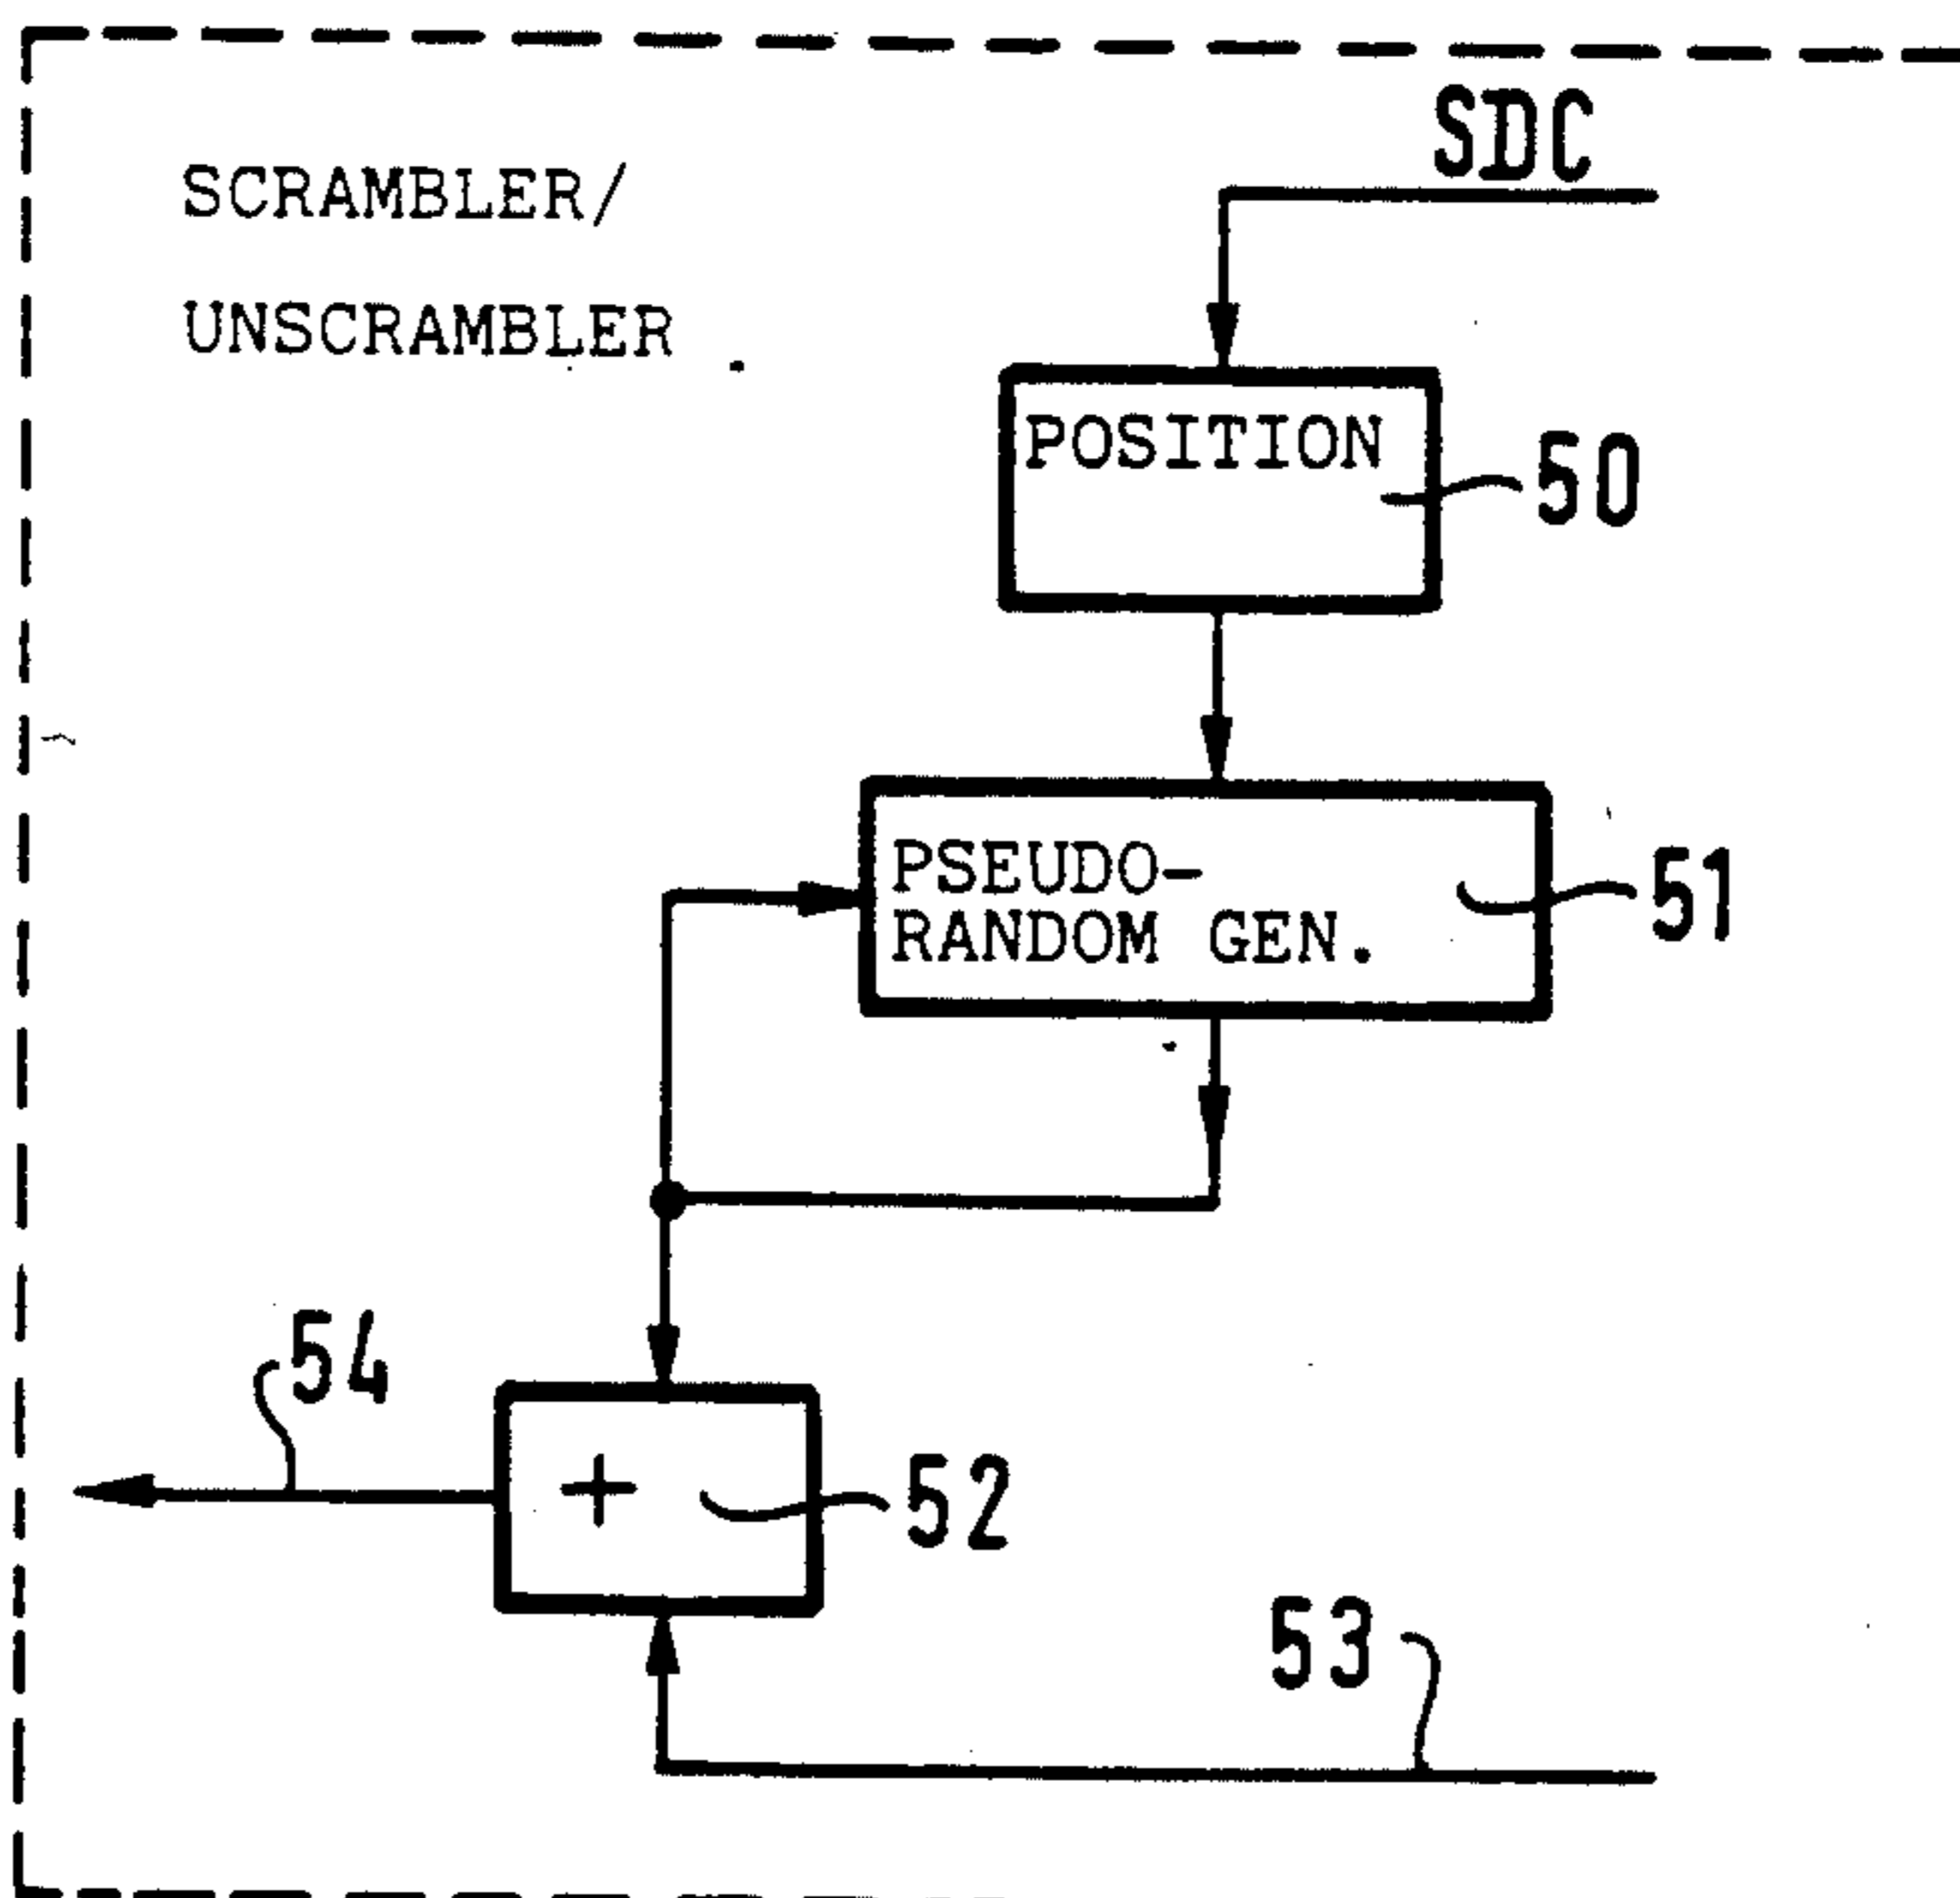 SDC
SCRAMBLER/
UNSCRAMBLER
POSITION
50
PSEUDO-
RANDOM GEN.
51
54
+
52
53